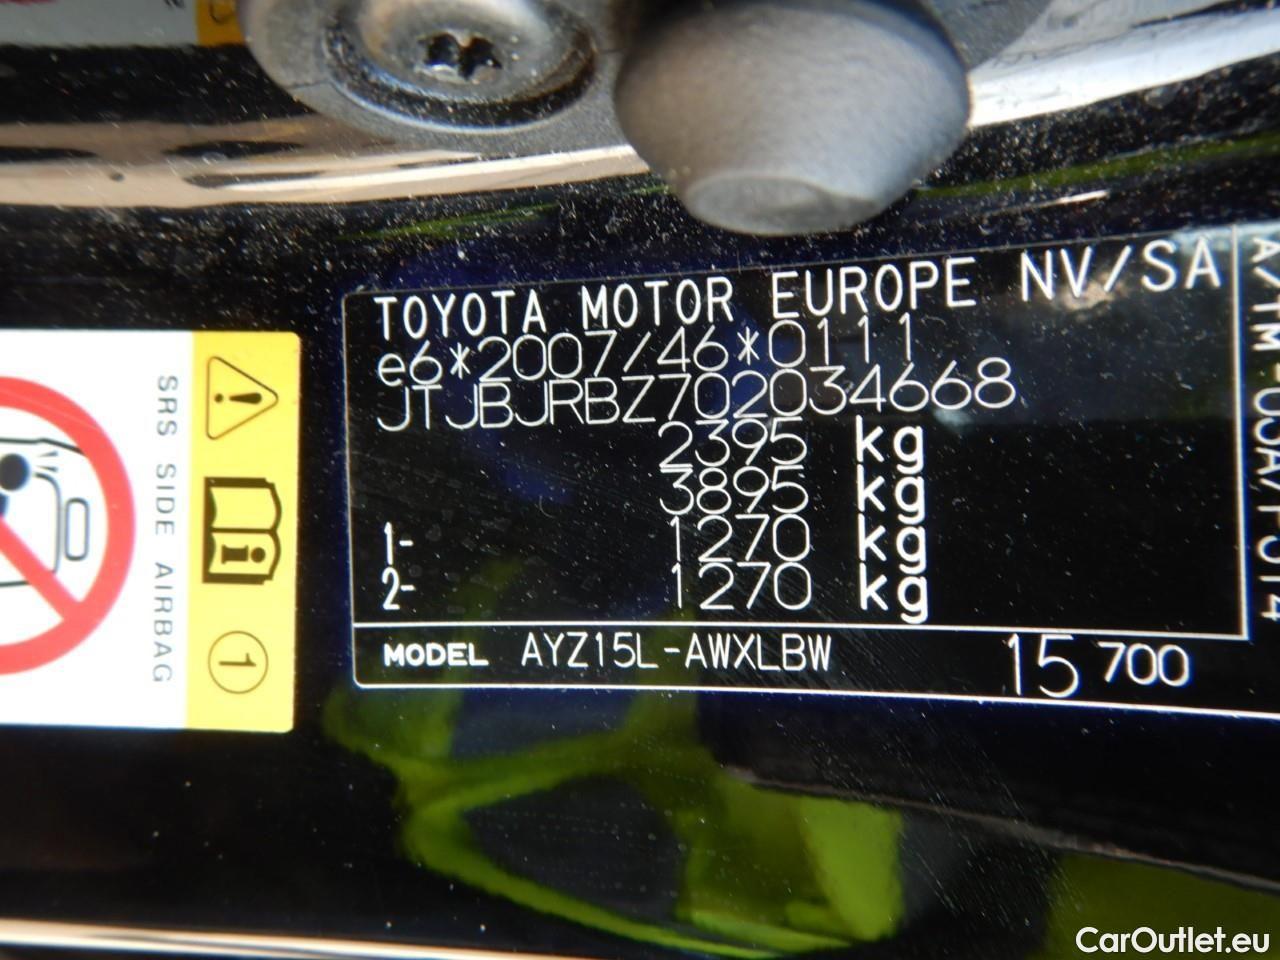 TOYOTA MOTOR EUROPE NV/SA
e6*2007/46*0111
JTJBJRBZ702034668
2395 kg
3895 kg
1- 1270 kg
2- 1270 kg
MODEL AYZ15L-AWXLBW 15 700
SRS SIDE AIRBAG
1
CarOutlet.eu